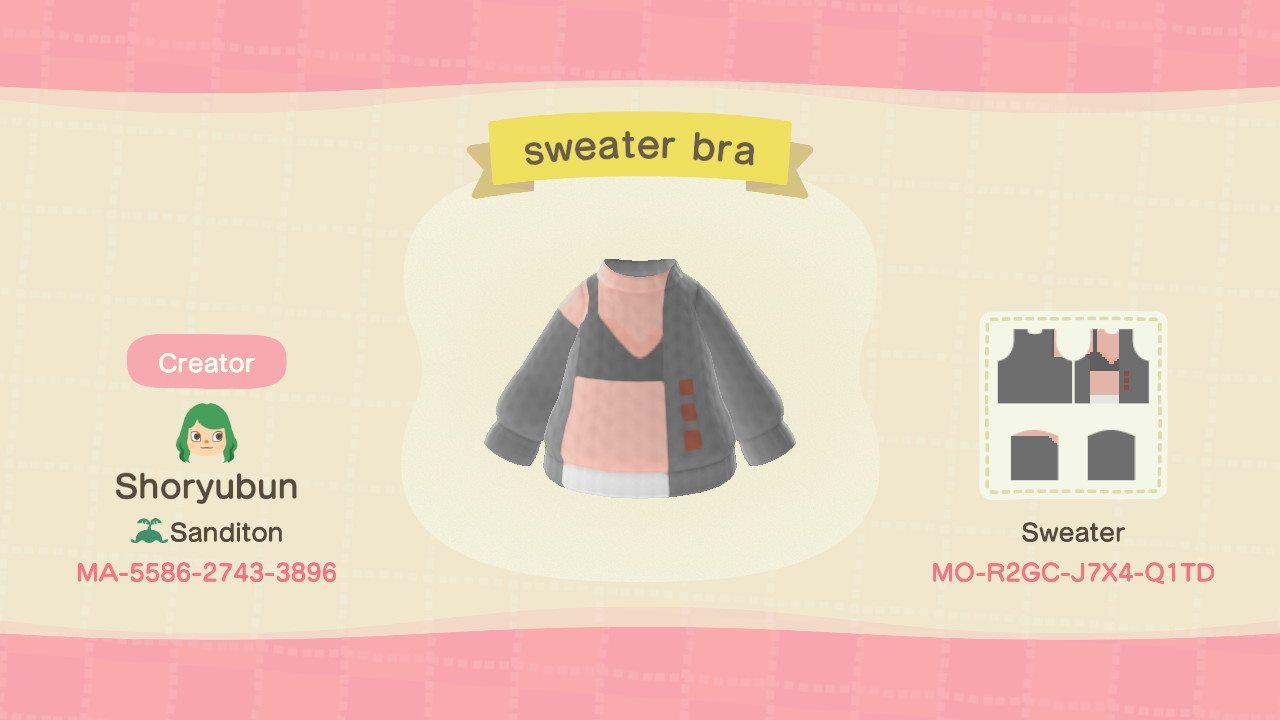 sweater bra
Creator
Shoryubun
Sanditon
MA-5586-2743-3896
Sweater
MO-R2GC-J7X4-Q1TD